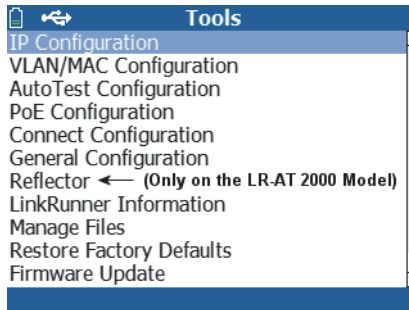 Tools
IP Configuration
VLAN/MAC Configuration
AutoTest Configuration
PoE Configuration
Connect Configuration
General Configuration
Reflector (Only on the LR-AT 2000 Model)
LinkRunner Information
Manage Files
Restore Factory Defaults
Firmware Update